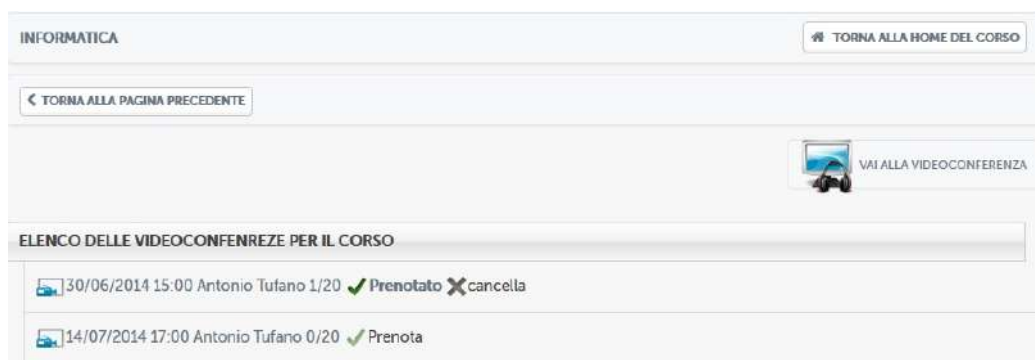 INFORMATICA
TORNA ALLA HOME DEL CORSO
TORNA ALLA PAGINA PRECEDENTE
VAI ALLA VIDEOCONFERENZA
ELENCO DELLE VIDEOCONFENREZE PER IL CORSO
30/06/2014 15:00 Antonio Tufano 1/20 Prenotato cancella
14/07/2014 17:00 Antonio Tufano 0/20 Prenota